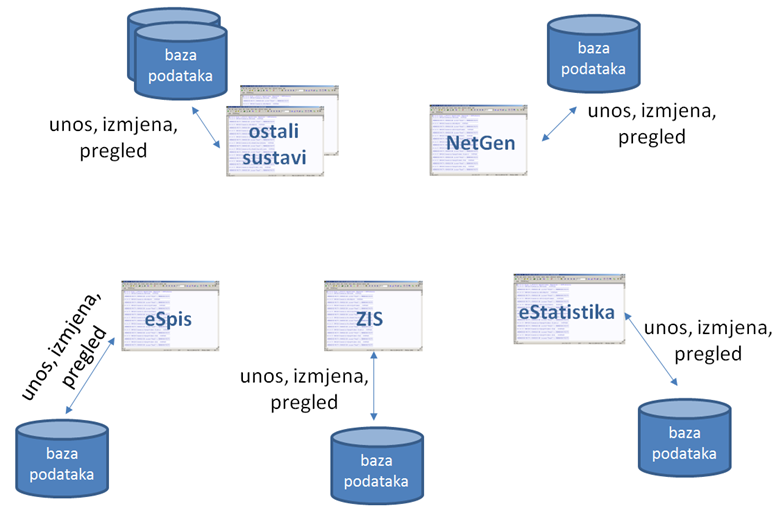 baza
podataka
baza
podataka
unos, izmjena,
pregled
ostali
sustavi
NetGen
unos, izmjena,
pregled
eSpis
ZIS
eStatistika
unos, izmjena,
pregled
unos, izmjena,
pregled
unos, izmjena,
pregled
baza
podataka
baza
podataka
baza
podataka